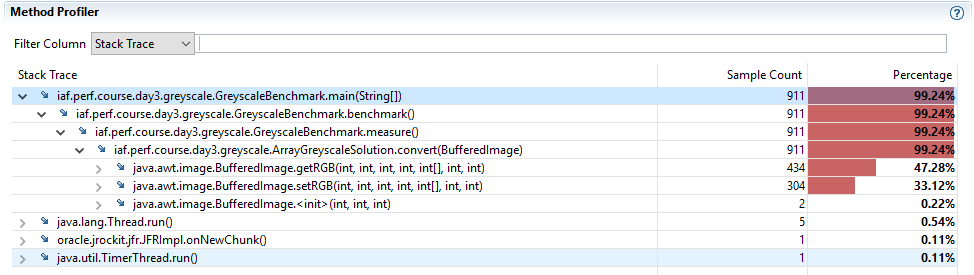 Method Profiler
Filter Column Stack Trace
Stack Trace Sample Count Percentage
iaf.perf.course.day3.greyscale.GreyscaleBenchmark.main(String[]) 911 99.24%
iaf.perf.course.day3.greyscale.GreyscaleBenchmark.benchmark() 911 99.24%
iaf.perf.course.day3.greyscale.GreyscaleBenchmark.measure() 911 99.24%
iaf.perf.course.day3.greyscale.ArrayGreyscaleSolution.convert(BufferedImage) 911 99.24%
java.awt.image.BufferedImage.getRGB(int, int, int, int, int[], int, int) 434 47.28%
java.awt.image.BufferedImage.setRGB(int, int, int, int, int[], int, int) 304 33.12%
java.awt.image.BufferedImage.<init>(int, int, int) 2 0.22%
java.lang.Thread.run() 5 0.54%
oracle.jrockit.jfr.JFRImpl.onNewChunk() 1 0.11%
java.util.TimerThread.run() 1 0.11%